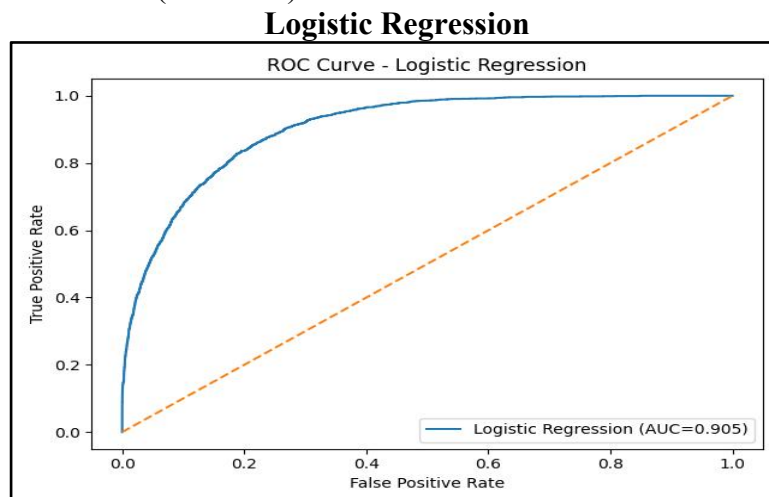 Logistic Regression
ROC Curve - Logistic Regression
1.0
0.8
0.6
0.4
0.2
0.0
True Positive Rate
Logistic Regression (AUC=0.905)
0.0 0.2 0.4 0.6 0.8 1.0
False Positive Rate